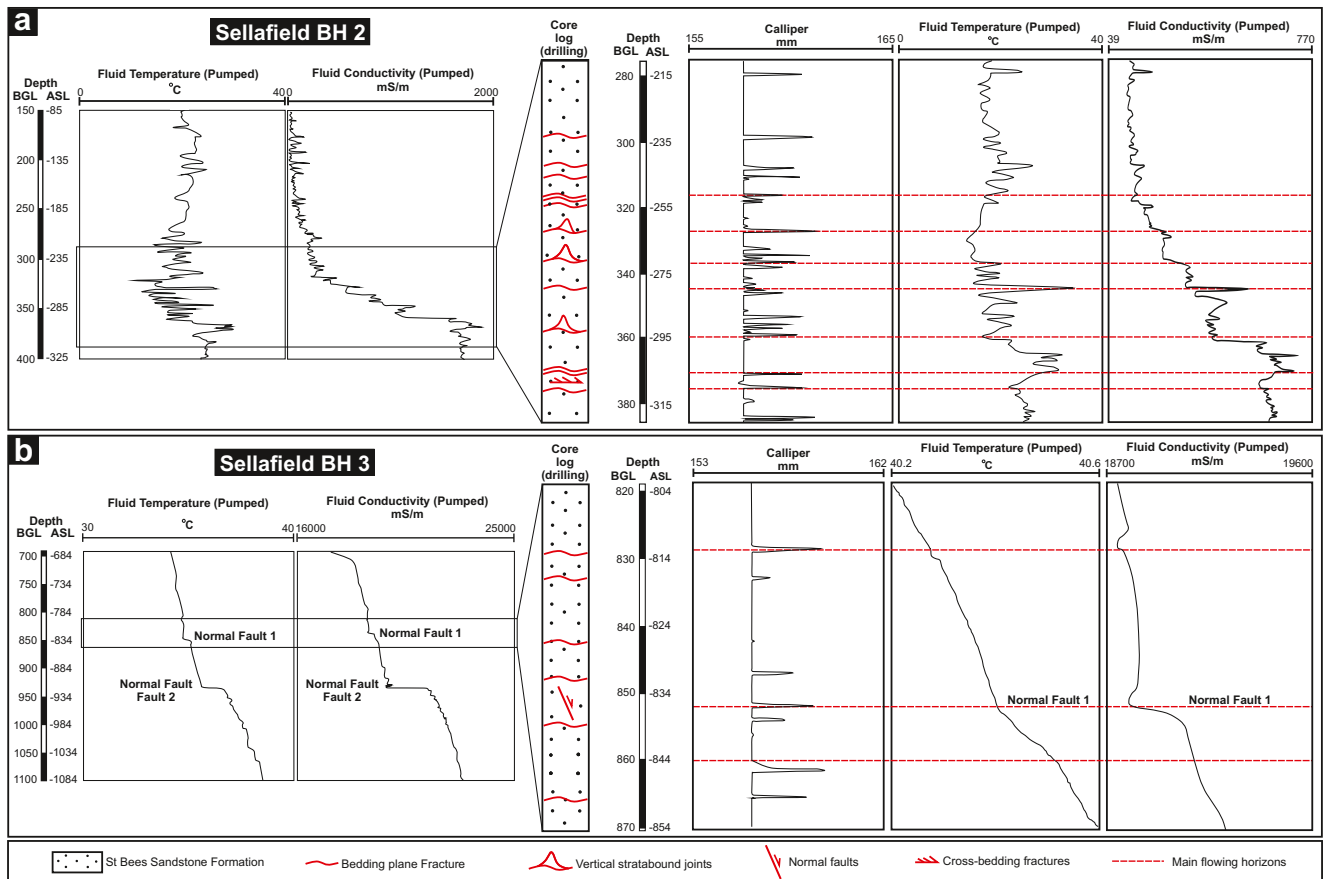 a
Sellafield BH 2
Depth
BGL ASL
Fluid Temperature (Pumped)
°C
0 40
Fluid Conductivity (Pumped)
mS/m
0 2000
150 -85
200 -135
250 -185
300 -235
350 -285
400 -325
Core
log
(drilling)
Depth
BGL ASL
280 -215
300 -235
320 -255
340 -275
360 -295
380 -315
Calliper
mm
155 165
Fluid Temperature (Pumped)
°C
0 40
Fluid Conductivity (Pumped)
mS/m
39 770
b
Sellafield BH 3
Depth
BGL ASL
Fluid Temperature (Pumped)
°C
30 40
Fluid Conductivity (Pumped)
mS/m
16000 25000
700 -684
750 -734
800 -784
850 -834
900 -884
950 -934
1000 -984
1050 -1034
1100 -1084
Normal Fault 1
Normal Fault
Fault 2
Normal Fault 1
Normal Fault
Fault 2
Core
log
(drilling)
Depth
BGL ASL
820 -804
830 -814
840 -824
850 -834
860 -844
870 -854
Calliper
mm
153 162
Fluid Temperature (Pumped)
°C
40.2 40.6
Normal Fault 1
Fluid Conductivity (Pumped)
mS/m
18700 19600
Normal Fault 1
St Bees Sandstone Formation
Bedding plane Fracture
Vertical stratabound joints
Normal faults
Cross-bedding fractures
Main flowing horizons